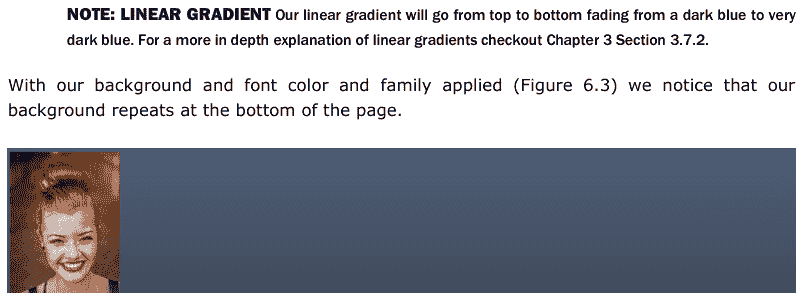 NOTE: LINEAR GRADIENT Our linear gradient will go from top to bottom fading from a dark blue to very
dark blue. For a more in depth explanation of linear gradients checkout Chapter 3 Section 3.7.2.
With our background and font color and family applied (Figure 6.3) we notice that our
background repeats at the bottom of the page.